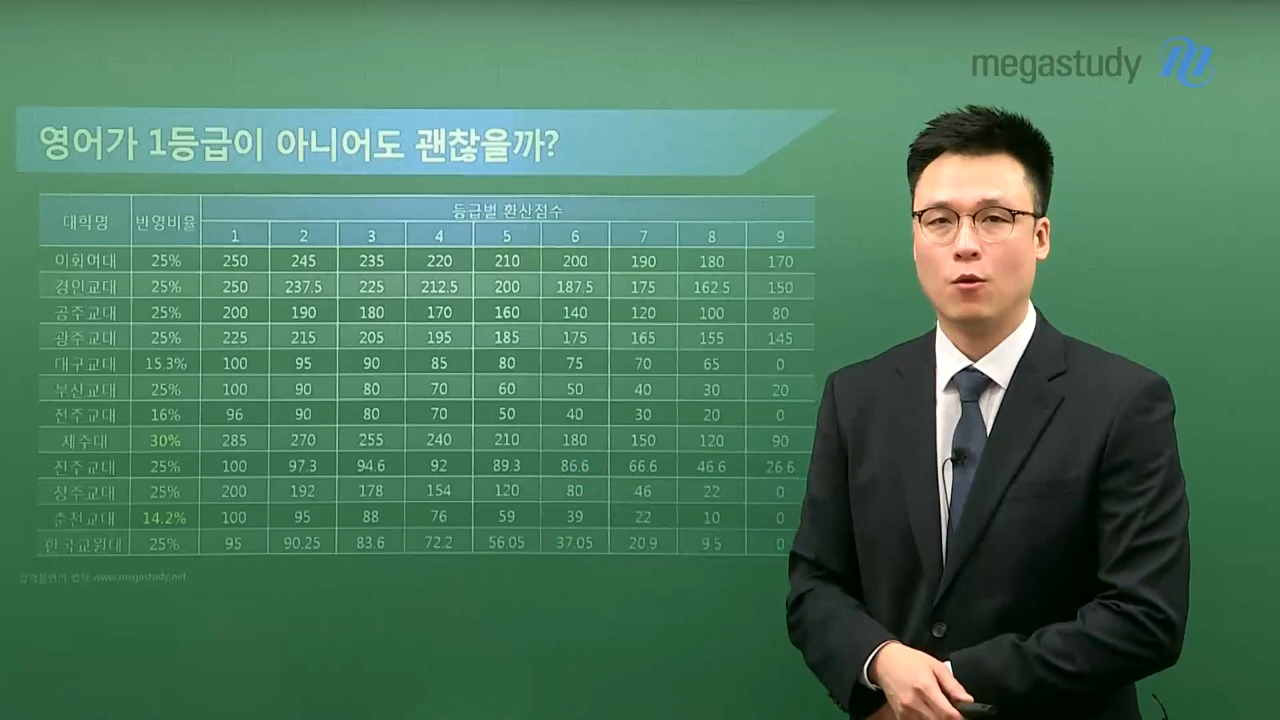 megastudy
영어가 1등급이 아니어도 괜찮을까?
대학명 반영비율 등급별 환산점수
1 2 3 4 5 6 7 8 9
이화여대 25% 250 245 235 220 210 200 190 180 170
경인교대 25% 250 237.5 225 212.5 200 187.5 175 162.5 150
공주교대 25% 200 190 180 170 160 140 120 100 80
광주교대 25% 225 215 205 195 185 175 165 155 145
대구교대 15.3% 100 95 90 85 80 75 70 65 0
부산교대 25% 100 90 80 70 60 50 40 30 20
전주교대 16% 96 90 80 70 50 40 30 20 0
제주대 30% 285 270 255 240 210 180 150 120 90
진주교대 25% 100 97.3 94.6 92 89.3 86.6 66.6 46.6 26.6
청주교대 25% 200 192 178 154 120 80 46 22 0
춘천교대 14.2% 100 95 88 76 59 39 22 10 0
한국교원대 25% 95 90.25 83.6 72.2 56.05 37.05 20.9 9.5 0
합격불변의 법칙 www.megastudy.net